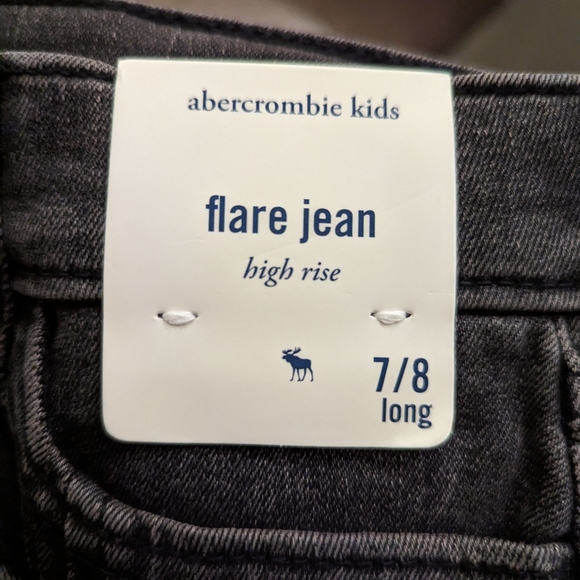 abercrombie kids
flare jean
high rise
7/8
long